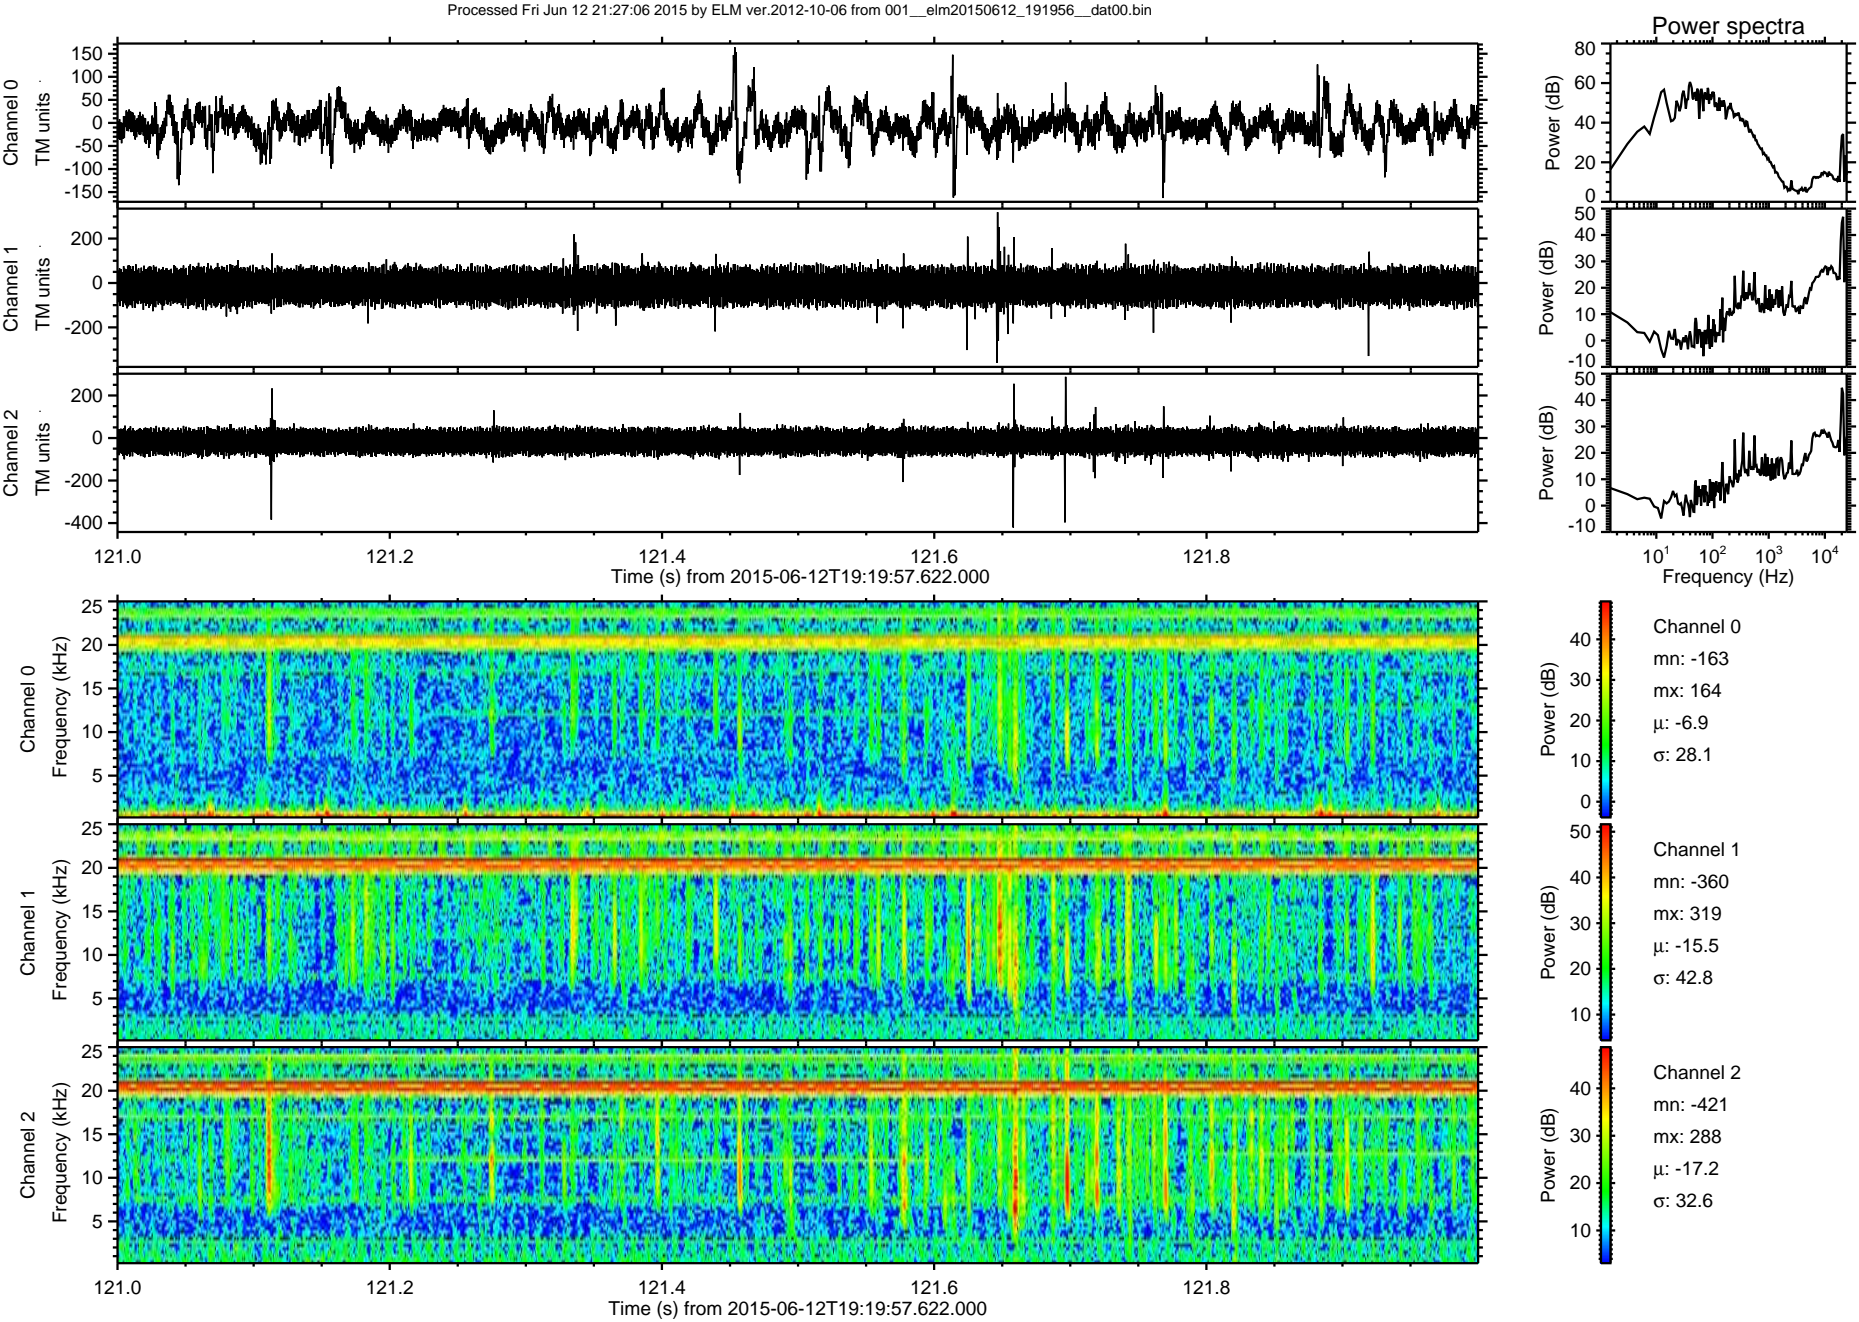 Processed Fri Jun 12 21:27:06 2015 by ELM ver.2012-10-06 from 001__elm20150612_191956__dat00.bin
Power spectra
Channel 0
TM units
150
100
50
0
-50
-100
-150
Power (dB)
80
60
40
20
0
Channel 1
TM units
200
0
-200
Power (dB)
50
40
30
20
10
0
-10
Channel 2
TM units
200
0
-200
-400
Power (dB)
50
40
30
20
10
0
-10
121.0 121.2 121.4 121.6 121.8
Time (s) from 2015-06-12T19:19:57.622.000
10¹ 10² 10³ 10⁴
Frequency (Hz)
Channel 0
Frequency (kHz)
25
20
15
10
5
Power (dB)
40
30
20
10
0
Channel 0
mn: -163
mx: 164
μ: -6.9
σ: 28.1
Channel 1
Frequency (kHz)
25
20
15
10
5
Power (dB)
50
40
30
20
10
Channel 1
mn: -360
mx: 319
μ: -15.5
σ: 42.8
Channel 2
Frequency (kHz)
25
20
15
10
5
Power (dB)
40
30
20
10
Channel 2
mn: -421
mx: 288
μ: -17.2
σ: 32.6
121.0 121.2 121.4 121.6 121.8
Time (s) from 2015-06-12T19:19:57.622.000